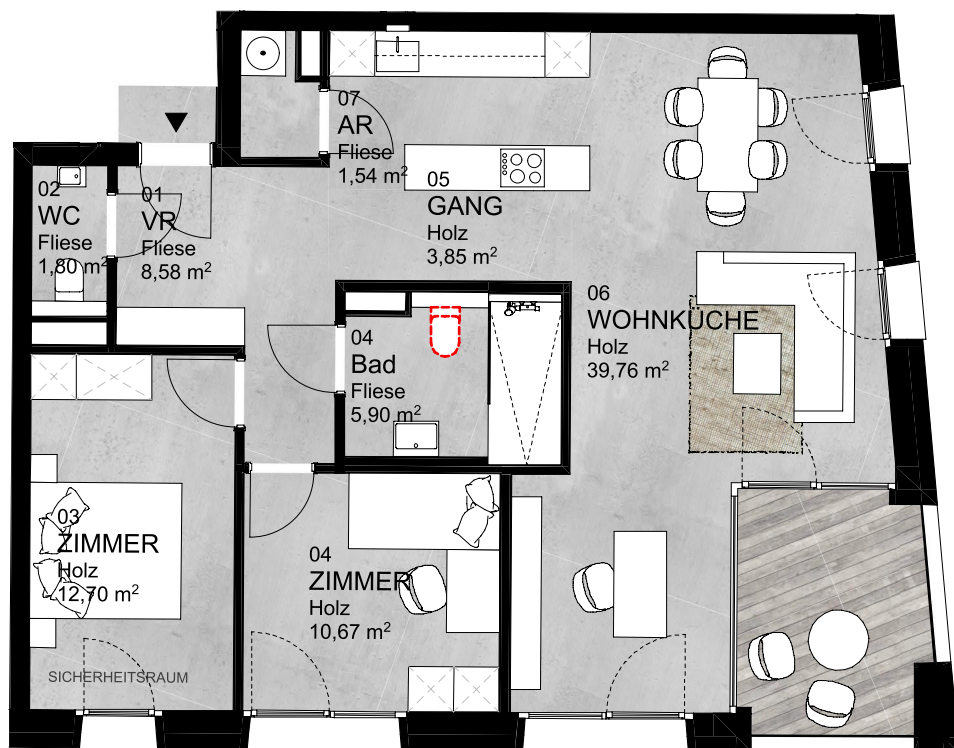 07
AR
Fliese
1,54 m²
02
WC
Fliese
1,80 m²
01
VR
Fliese
8,58 m²
05
GANG
Holz
3,85 m²
06
WOHNKÜCHE
Holz
39,76 m²
04
Bad
Fliese
5,90 m²
03
ZIMMER
Holz
12,70 m²
04
ZIMMER
Holz
10,67 m²
SICHERHEITSRAUM